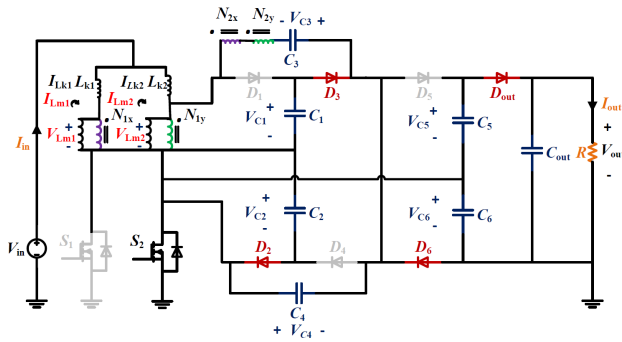 N2x N2y
- VC3 +
C3
ILk1 Lk1 ILk2 Lk2
ILm1 ILm2
D1 D3 D5 Dout
N1x N1y
Iin
+ VLm1 - + VLm2 -
+ VC1 - C1
+ VC5 - C5
Cout
Iout
R
+ Vou -
S1 S2
+ VC2 - C2
+ VC6 - C6
Vin
D2 D4 D6
C4
+ VC4 -